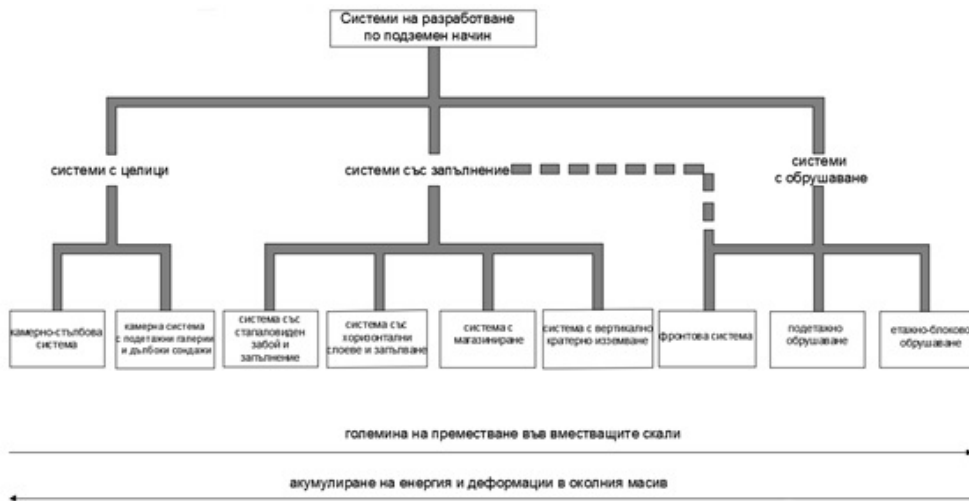 Системи на разработване
по подземен начин
системи с целици
системи със запълнение
системи
с обрушаване
камерно-стълбова
система
камерна система
с подетажни галерии
и дълбоки сондажи
система със
стапаловиден
забой и
запълнение
система със
хоризонтални
слоеве и запълване
система с
магазиниране
система с вертикално
кратерно изземване
фронтова система
подетажно
обрушаване
етажно-блоково
обрушаване
големина на преместване във вместващите скали
акумулиране на енергия и деформации в околния масив